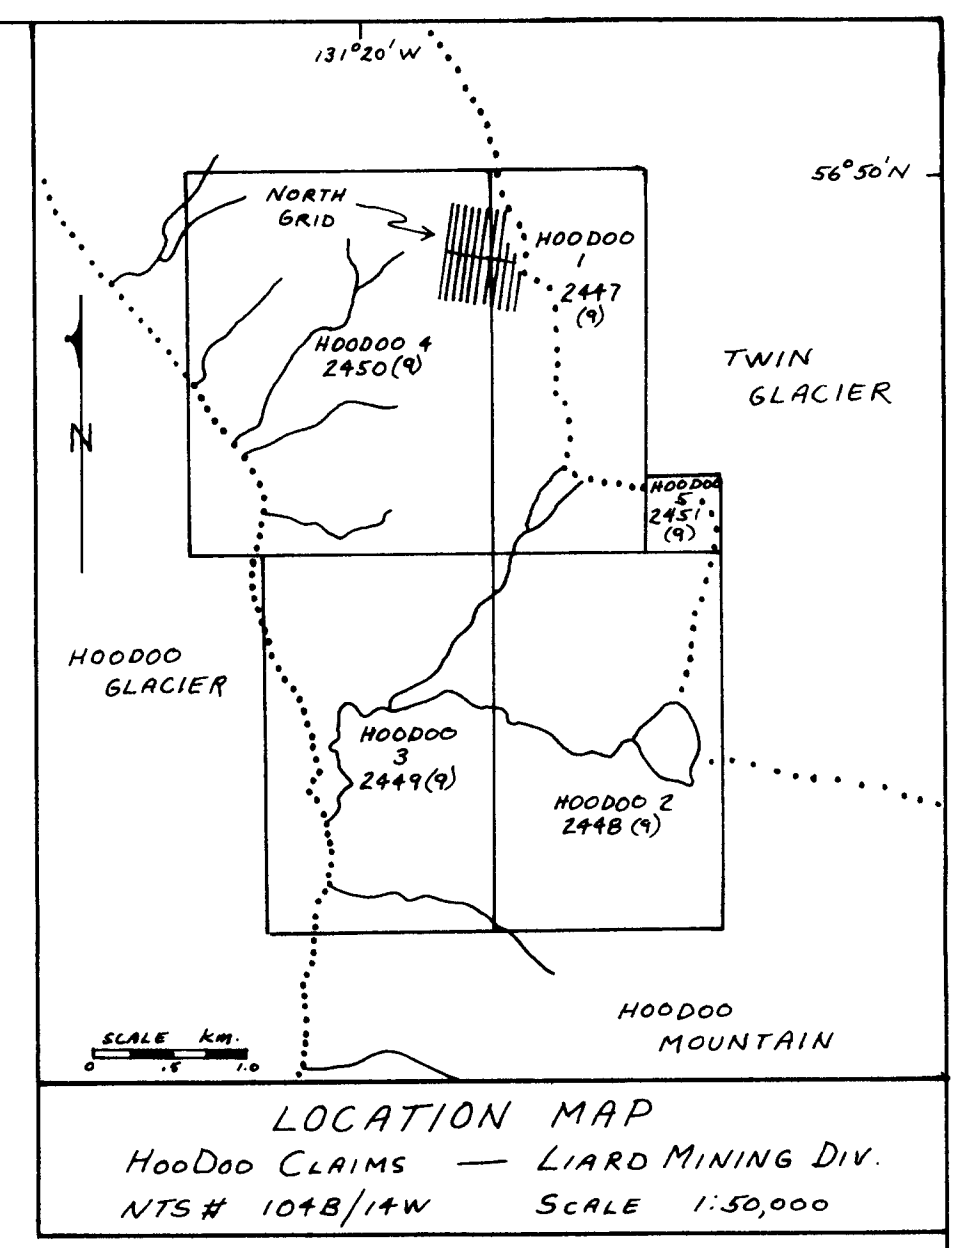 131°20'W
56°50'N
NORTH
GRID
HOODOO
1
2447
(9)
HOODOO 4
2450(9)
TWIN
GLACIER
N
HOODOO
5
2451
(9)
HOODOO
GLACIER
HOODOO
3
2449(9)
HOODOO 2
2448 (9)
HOODOO
MOUNTAIN
SCALE km.
0 .5 1.0
LOCATION MAP
HOODOO CLAIMS — LIARD MINING DIV.
NTS # 104B/14W SCALE 1:50,000